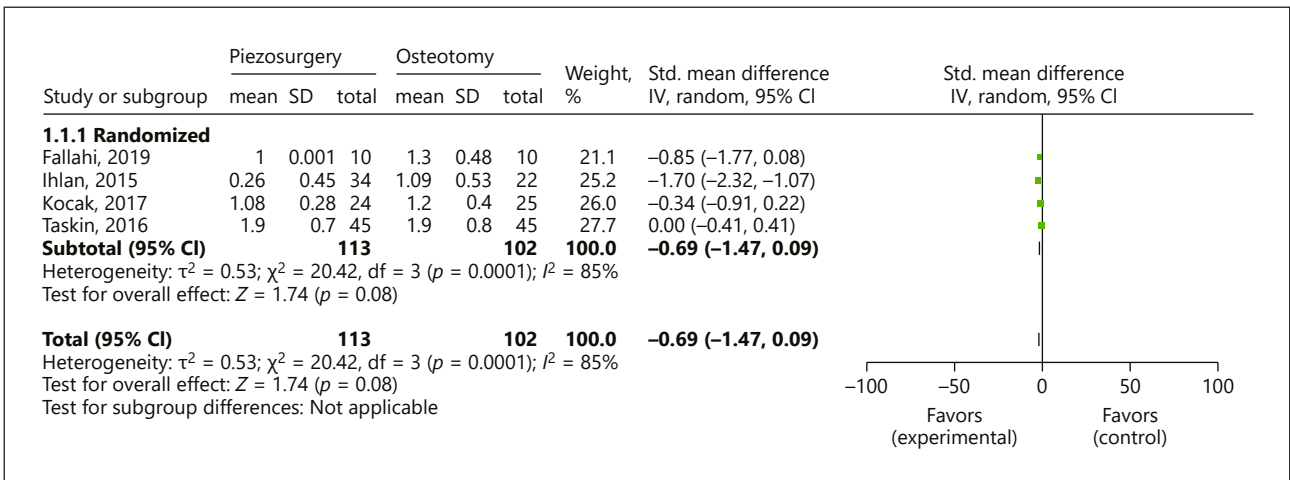 Piezosurgery Osteotomy Weight, Std. mean difference Std. mean difference
Study or subgroup mean SD total mean SD total % IV, random, 95% CI IV, random, 95% CI
1.1.1 Randomized
Fallahi, 2019 1 0.001 10 1.3 0.48 10 21.1 –0.85 (–1.77, 0.08)
Ihlan, 2015 0.26 0.45 34 1.09 0.53 22 25.2 –1.70 (–2.32, –1.07)
Kocak, 2017 1.08 0.28 24 1.2 0.4 25 26.0 –0.34 (–0.91, 0.22)
Taskin, 2016 1.9 0.7 45 1.9 0.8 45 27.7 0.00 (–0.41, 0.41)
Subtotal (95% CI) 113 102 100.0 –0.69 (–1.47, 0.09)
Heterogeneity: τ² = 0.53; χ² = 20.42, df = 3 (p = 0.0001); I² = 85%
Test for overall effect: Z = 1.74 (p = 0.08)
Total (95% CI) 113 102 100.0 –0.69 (–1.47, 0.09)
Heterogeneity: τ² = 0.53; χ² = 20.42, df = 3 (p = 0.0001); I² = 85%
Test for overall effect: Z = 1.74 (p = 0.08)
Test for subgroup differences: Not applicable
–100 –50 0 50 100
Favors Favors
(experimental) (control)